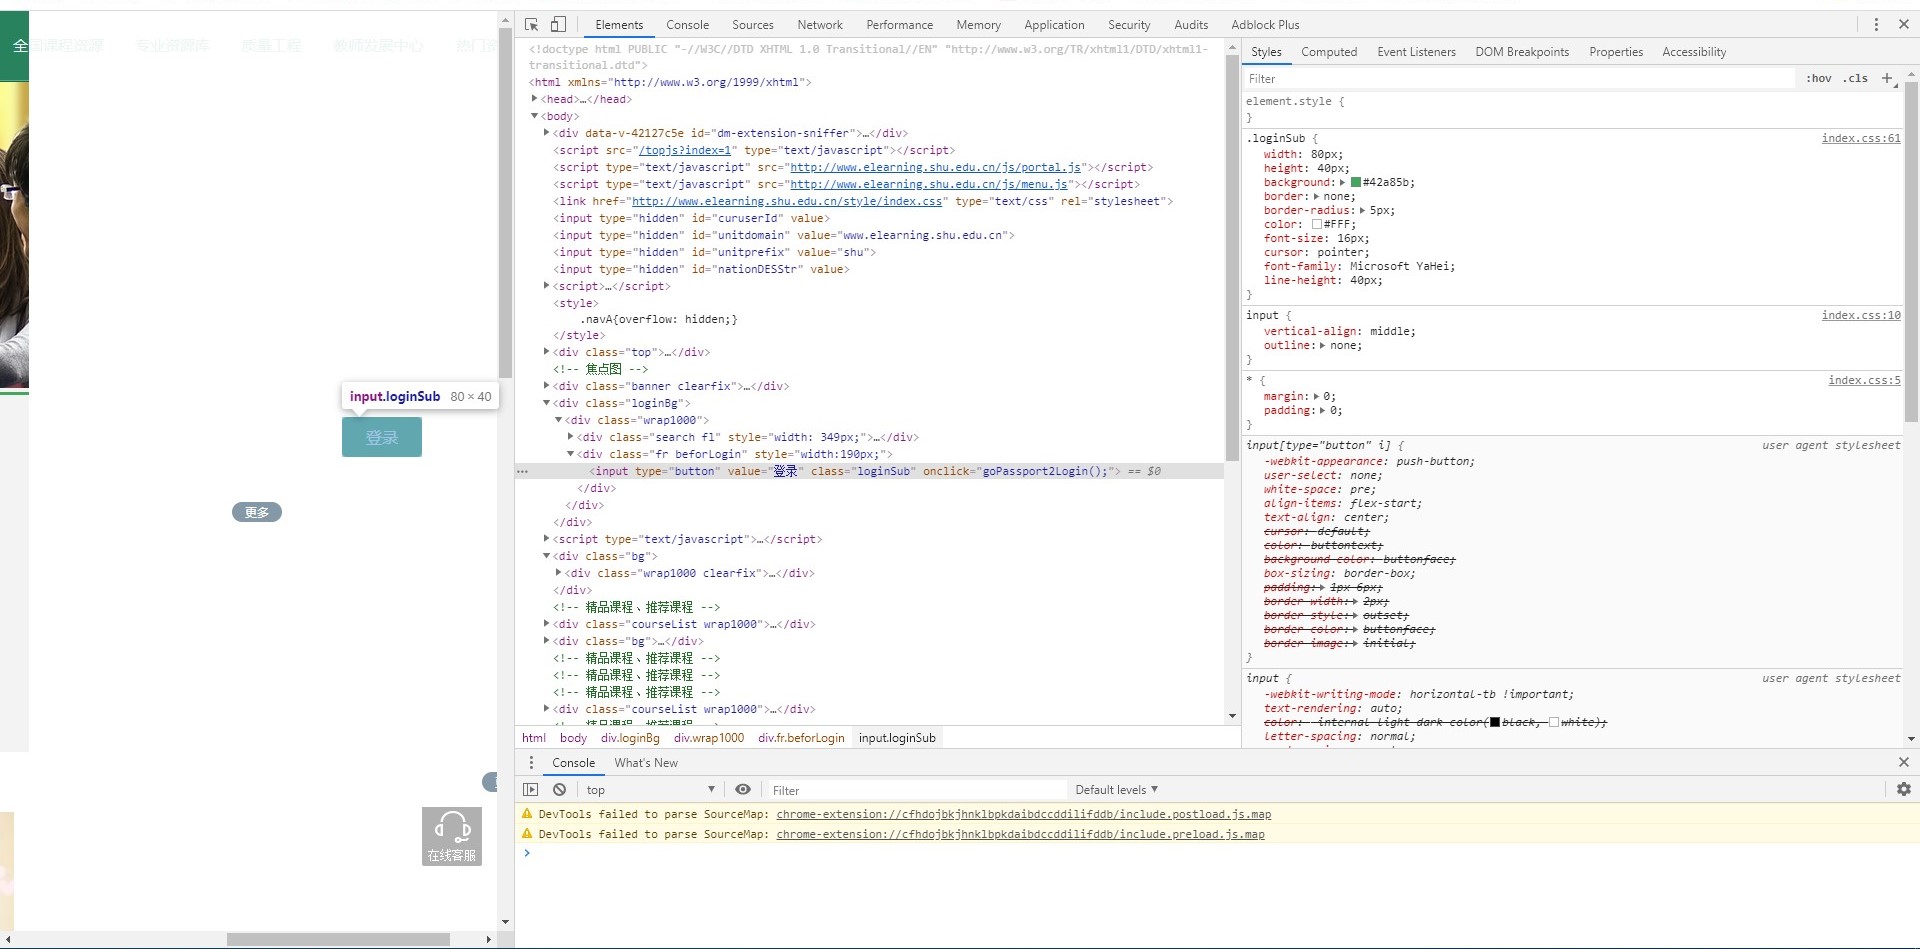 全国课程资源 专业资源库 质量工程 教师发展中心 热门资
input.loginSub 80 × 40
登录
更多
在线客服
Elements Console Sources Network Performance Memory Application Security Audits Adblock Plus
<!doctype html PUBLIC "-//W3C//DTD XHTML 1.0 Transitional//EN" "http://www.w3.org/TR/xhtml1/DTD/xhtml1-
transitional.dtd">
<html xmlns="http://www.w3.org/1999/xhtml">
<head>…</head>
<body>
<div data-v-42127c5e id="dm-extension-sniffer">…</div>
<script src="/topjs?index=1" type="text/javascript"></script>
<script type="text/javascript" src="http://www.elearning.shu.edu.cn/js/portal.js"></script>
<script type="text/javascript" src="http://www.elearning.shu.edu.cn/js/menu.js"></script>
<link href="http://www.elearning.shu.edu.cn/style/index.css" type="text/css" rel="stylesheet">
<input type="hidden" id="curuserId" value>
<input type="hidden" id="unitdomain" value="www.elearning.shu.edu.cn">
<input type="hidden" id="unitprefix" value="shu">
<input type="hidden" id="nationDESStr" value>
<script>…</script>
<style>
.navA{overflow: hidden;}
</style>
<div class="top">…</div>
<!-- 焦点图 -->
<div class="banner clearfix">…</div>
<div class="loginBg">
<div class="wrap1000">
<div class="search fl" style="width: 349px;">…</div>
<div class="fr beforLogin" style="width:190px;">
<input type="button" value="登录" class="loginSub" onclick="goPassport2Login();"> == $0
</div>
</div>
</div>
<script type="text/javascript">…</script>
<div class="bg">
<div class="wrap1000 clearfix">…</div>
</div>
<!-- 精品课程、推荐课程 -->
<div class="courseList wrap1000">…</div>
<div class="bg">…</div>
<!-- 精品课程、推荐课程 -->
<!-- 精品课程、推荐课程 -->
<!-- 精品课程、推荐课程 -->
<div class="courseList wrap1000">…</div>
<!-- 精品课程、推荐课程 -->
html body div.loginBg div.wrap1000 div.fr.beforLogin input.loginSub
Styles Computed Event Listeners DOM Breakpoints Properties Accessibility
Filter :hov .cls +
element.style {
}
.loginSub { index.css:61
width: 80px;
height: 40px;
background: #42a85b;
border: none;
border-radius: 5px;
color: #FFF;
font-size: 16px;
cursor: pointer;
font-family: Microsoft YaHei;
line-height: 40px;
}
input { index.css:10
vertical-align: middle;
outline: none;
}
* { index.css:5
margin: 0;
padding: 0;
}
input[type="button" i] { user agent stylesheet
-webkit-appearance: push-button;
user-select: none;
white-space: pre;
align-items: flex-start;
text-align: center;
cursor: default;
color: buttontext;
background-color: buttonface;
box-sizing: border-box;
padding: 1px 6px;
border-width: 2px;
border-style: outset;
border-color: buttonface;
border-image: initial;
}
input { user agent stylesheet
-webkit-writing-mode: horizontal-tb !important;
text-rendering: auto;
color: -internal-light-dark-color(black, white);
letter-spacing: normal;
Console What's New
top Filter Default levels
DevTools failed to parse SourceMap: chrome-extension://cfhdojbkjhnklbpkdaibdccddilifddb/include.postload.js.map
DevTools failed to parse SourceMap: chrome-extension://cfhdojbkjhnklbpkdaibdccddilifddb/include.preload.js.map